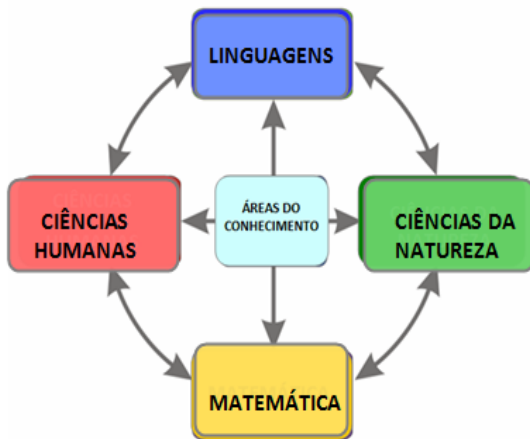 LINGUAGENS
CIÊNCIAS
HUMANAS
ÁREAS DO
CONHECIMENTO
CIÊNCIAS DA
NATUREZA
MATEMÁTICA